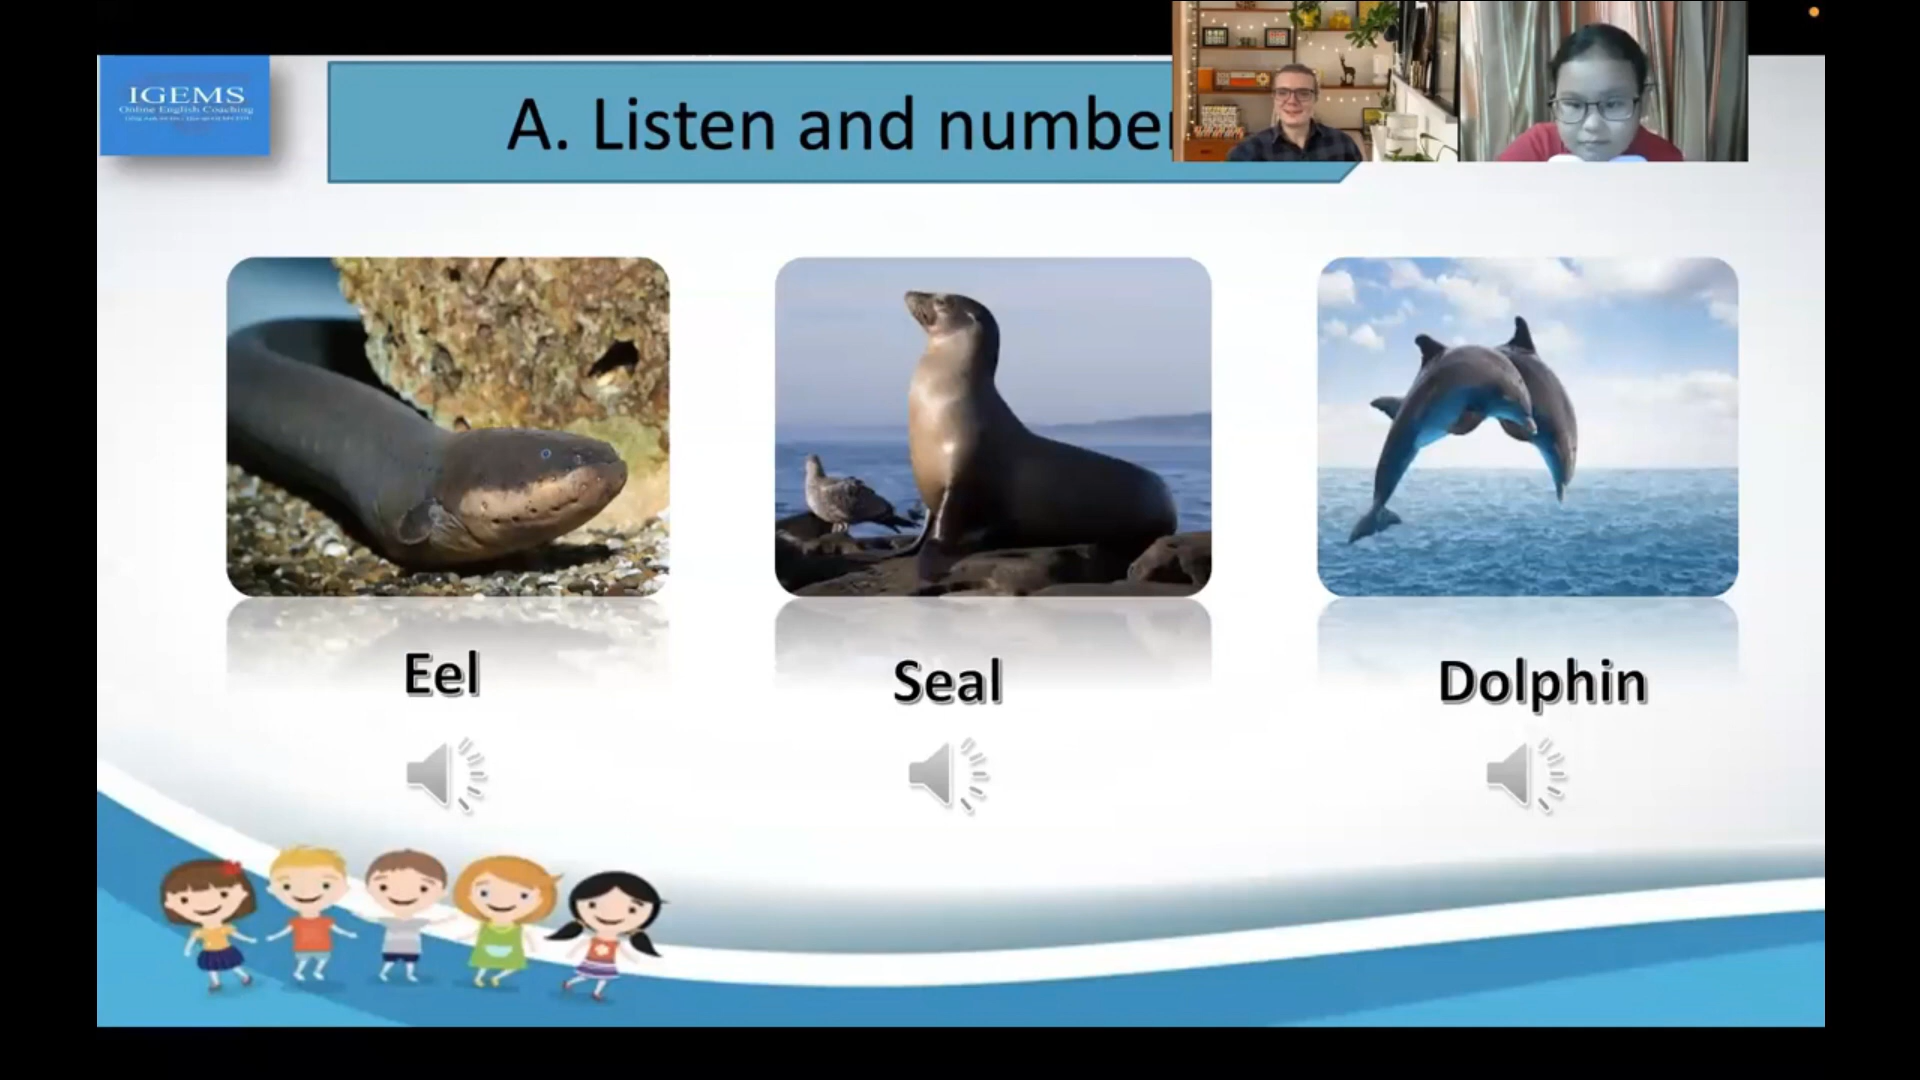 IGEMS
Online English Coaching
A. Listen and number
Eel
Seal
Dolphin